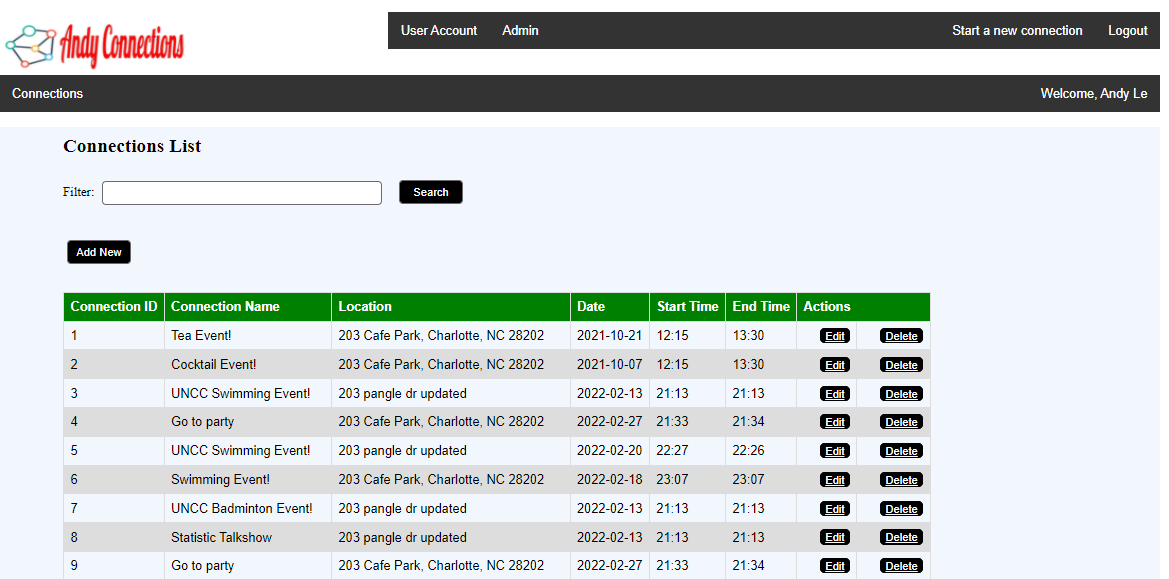 Andy Connections
User Account Admin Start a new connection Logout
Connections Welcome, Andy Le
Connections List
Filter: Search
Add New
Connection ID Connection Name Location Date Start Time End Time Actions
1 Tea Event! 203 Cafe Park, Charlotte, NC 28202 2021-10-21 12:15 13:30 Edit Delete
2 Cocktail Event! 203 Cafe Park, Charlotte, NC 28202 2021-10-07 12:15 13:30 Edit Delete
3 UNCC Swimming Event! 203 pangle dr updated 2022-02-13 21:13 21:13 Edit Delete
4 Go to party 203 Cafe Park, Charlotte, NC 28202 2022-02-27 21:33 21:34 Edit Delete
5 UNCC Swimming Event! 203 pangle dr updated 2022-02-20 22:27 22:26 Edit Delete
6 Swimming Event! 203 Cafe Park, Charlotte, NC 28202 2022-02-18 23:07 23:07 Edit Delete
7 UNCC Badminton Event! 203 pangle dr updated 2022-02-13 21:13 21:13 Edit Delete
8 Statistic Talkshow 203 pangle dr updated 2022-02-13 21:13 21:13 Edit Delete
9 Go to party 203 Cafe Park, Charlotte, NC 28202 2022-02-27 21:33 21:34 Edit Delete